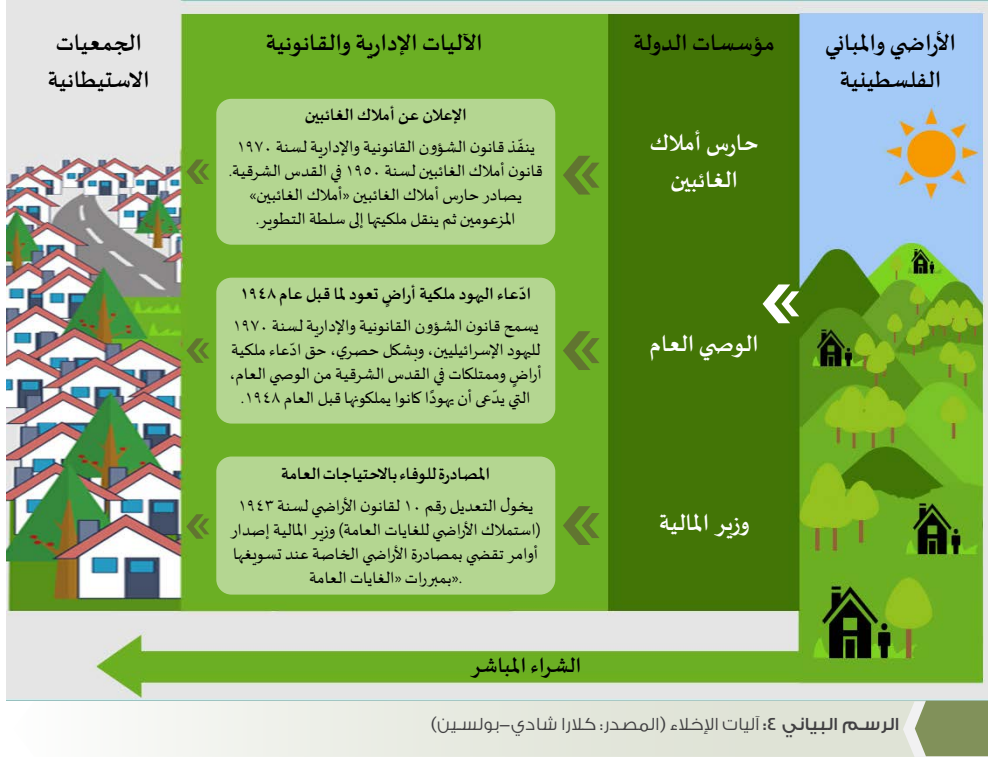 الأراضي والمباني
الفلسطينية
مؤسسات الدولة
الآليات الإدارية والقانونية
الجمعيات
الاستيطانية
حارس أملاك
الغائبين
الإعلان عن أملاك الغائبين
ينفّذ قانون الشؤون القانونية والإدارية لسنة ١٩٧٠
قانون أملاك الغائبين لسنة ١٩٥٠ في القدس الشرقية.
يصادر حارس أملاك الغائبين «أملاك الغائبين»
المزعومين ثم ينقل ملكيتها إلى سلطة التطوير.
الوصي العام
ادّعاء اليهود ملكية أراضٍ تعود لما قبل عام ١٩٤٨
يسمح قانون الشؤون القانونية والإدارية لسنة ١٩٧٠
لليهود الإسرائيليين، وبشكل حصري، حق ادّعاء ملكية
أراضٍ وممتلكات في القدس الشرقية من الوصي العام،
التي يدّعى أن يهودًا كانوا يملكونها قبل العام ١٩٤٨.
وزير المالية
المصادرة للوفاء بالاحتياجات العامة
يخول التعديل رقم ١٠ لقانون الأراضي لسنة ١٩٤٣
(استملاك الأراضي للغايات العامة) وزير المالية إصدار
أوامر تقضي بمصادرة الأراضي الخاصة عند تسويغها
بمبررات «الغايات العامة».
الشراء المباشر
الرسم البياني ٤: آليات الإخلاء (المصدر: كلارا شادي–بولسين)